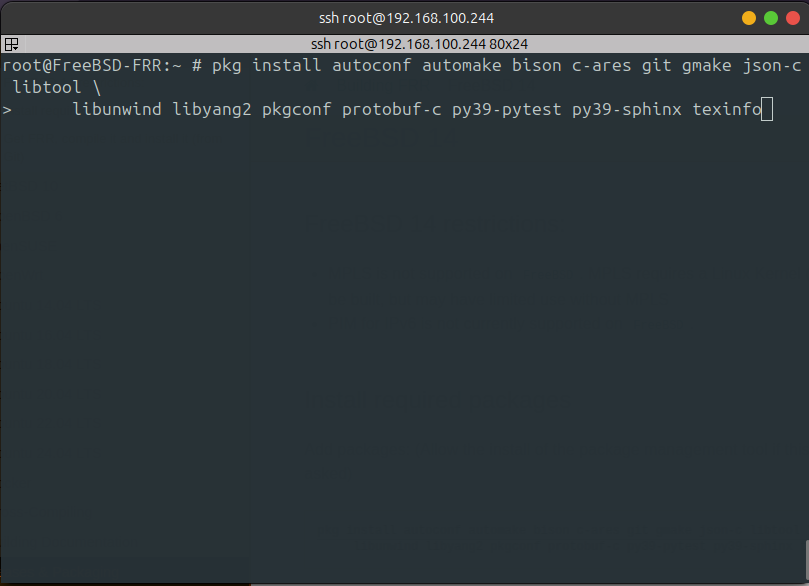 ssh root@192.168.100.244
ssh root@192.168.100.244 80x24
root@FreeBSD-FRR:~ # pkg install autoconf automake bison c-ares git gmake json-c
libtool \
> libunwind libyang2 pkgconf protobuf-c py39-pytest py39-sphinx texinfo